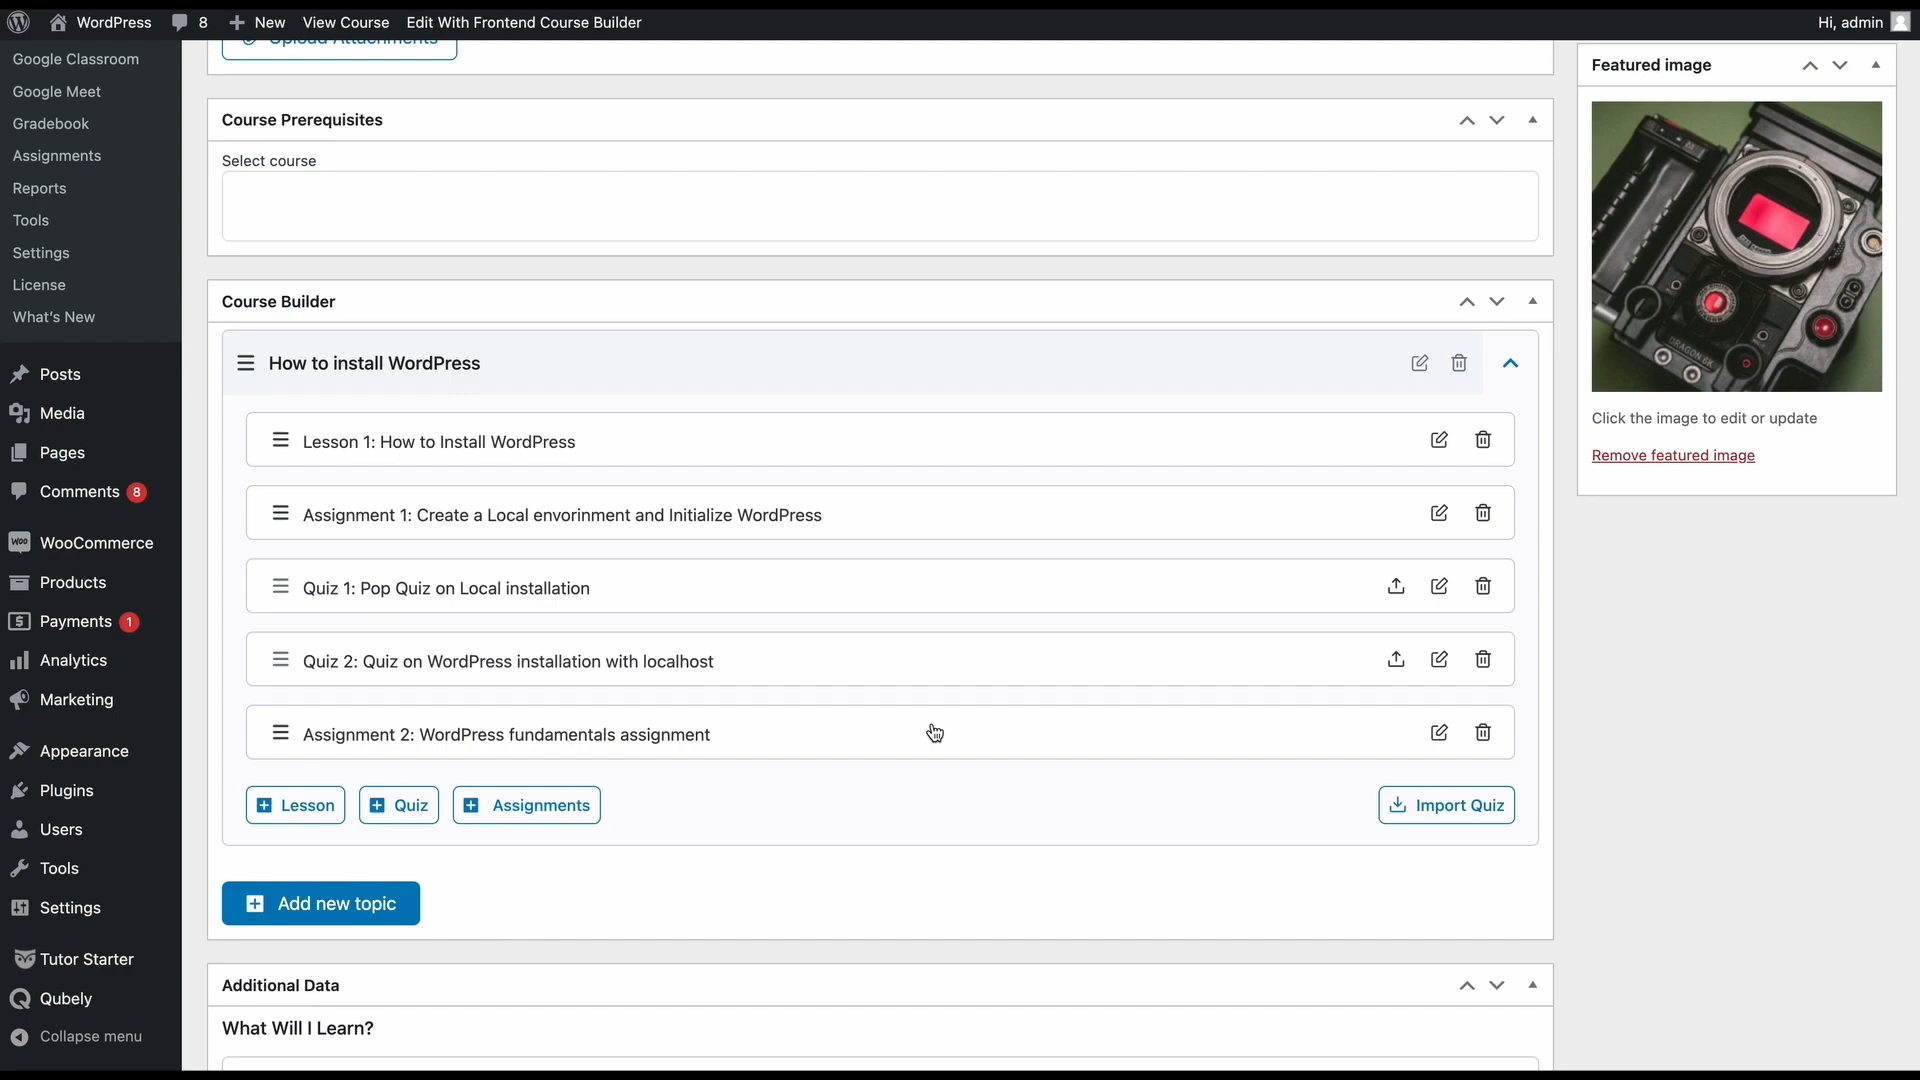 WordPress 8 New View Course Edit With Frontend Course Builder Hi, admin
Google Classroom
Google Meet
Gradebook
Assignments
Reports
Tools
Settings
License
What's New
Posts
Media
Pages
Comments 8
WooCommerce
Products
Payments 1
Analytics
Marketing
Appearance
Plugins
Users
Tools
Settings
Tutor Starter
Qubely
Collapse menu
Upload Attachments
Course Prerequisites
Select course
Course Builder
How to install WordPress
Lesson 1: How to Install WordPress
Assignment 1: Create a Local envorinment and Initialize WordPress
Quiz 1: Pop Quiz on Local installation
Quiz 2: Quiz on WordPress installation with localhost
Assignment 2: WordPress fundamentals assignment
Lesson Quiz Assignments Import Quiz
Add new topic
Additional Data
What Will I Learn?
Featured image
DRAGON 6K
Click the image to edit or update
Remove featured image